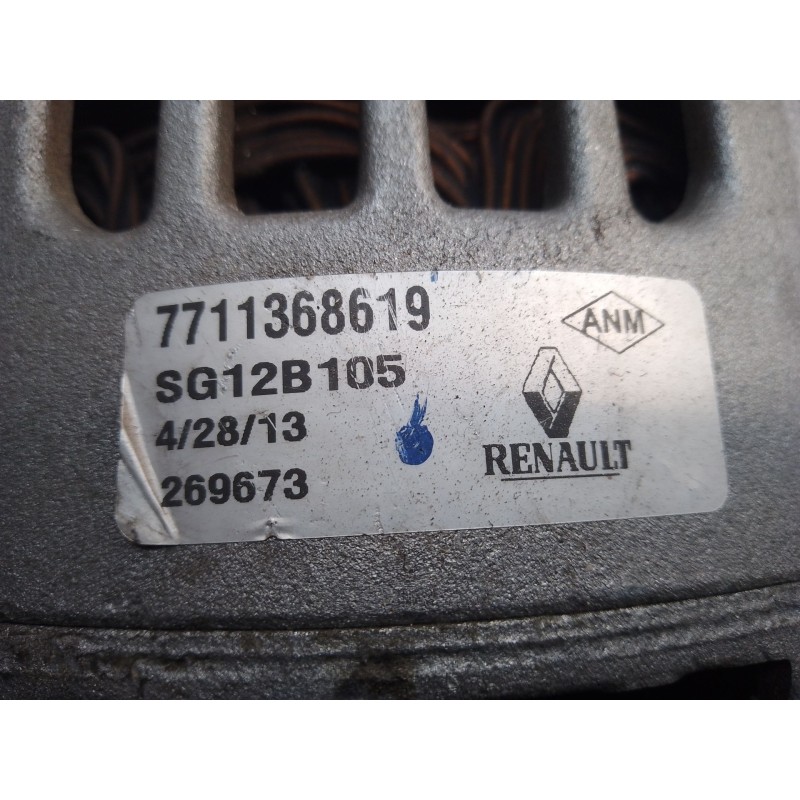 7711368619
ANM
SG12B105
4/28/13
RENAULT
269673